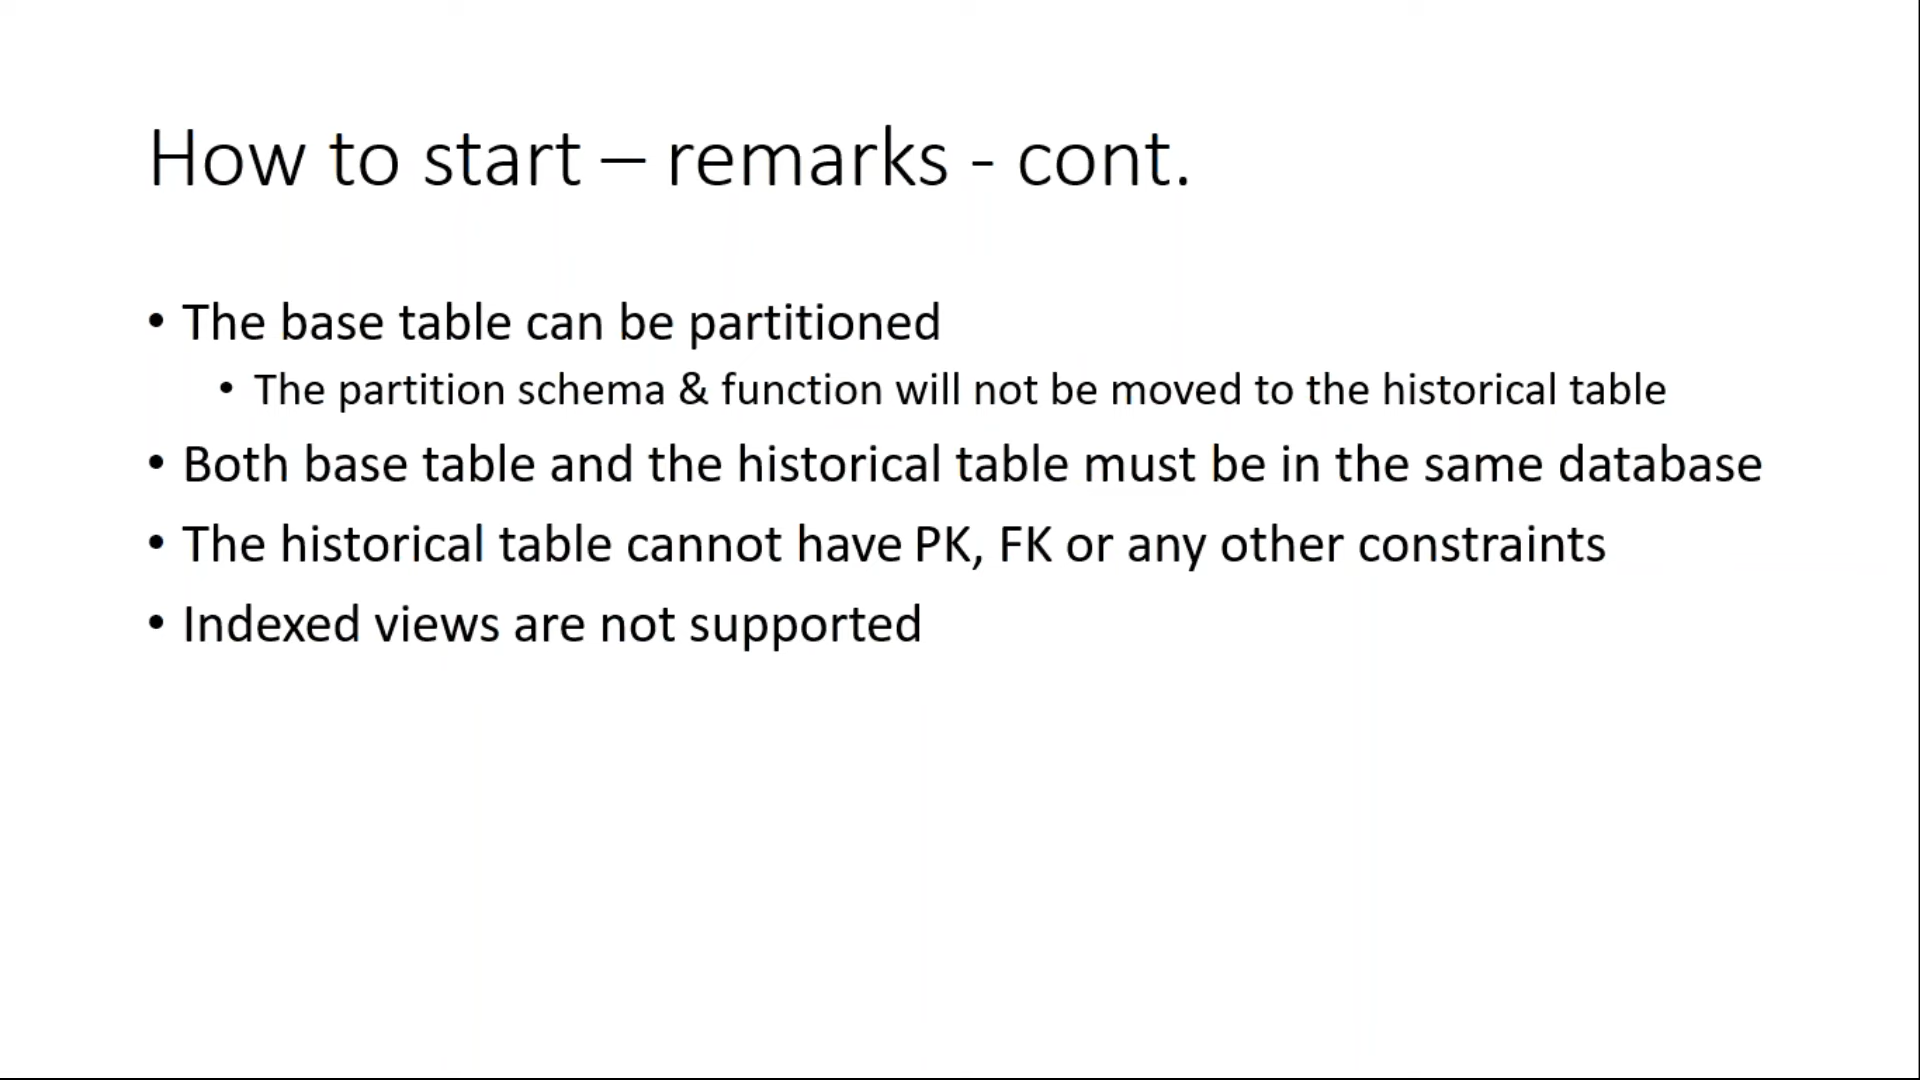 How to start – remarks - cont.
• The base table can be partitioned
• The partition schema & function will not be moved to the historical table
• Both base table and the historical table must be in the same database
• The historical table cannot have PK, FK or any other constraints
• Indexed views are not supported